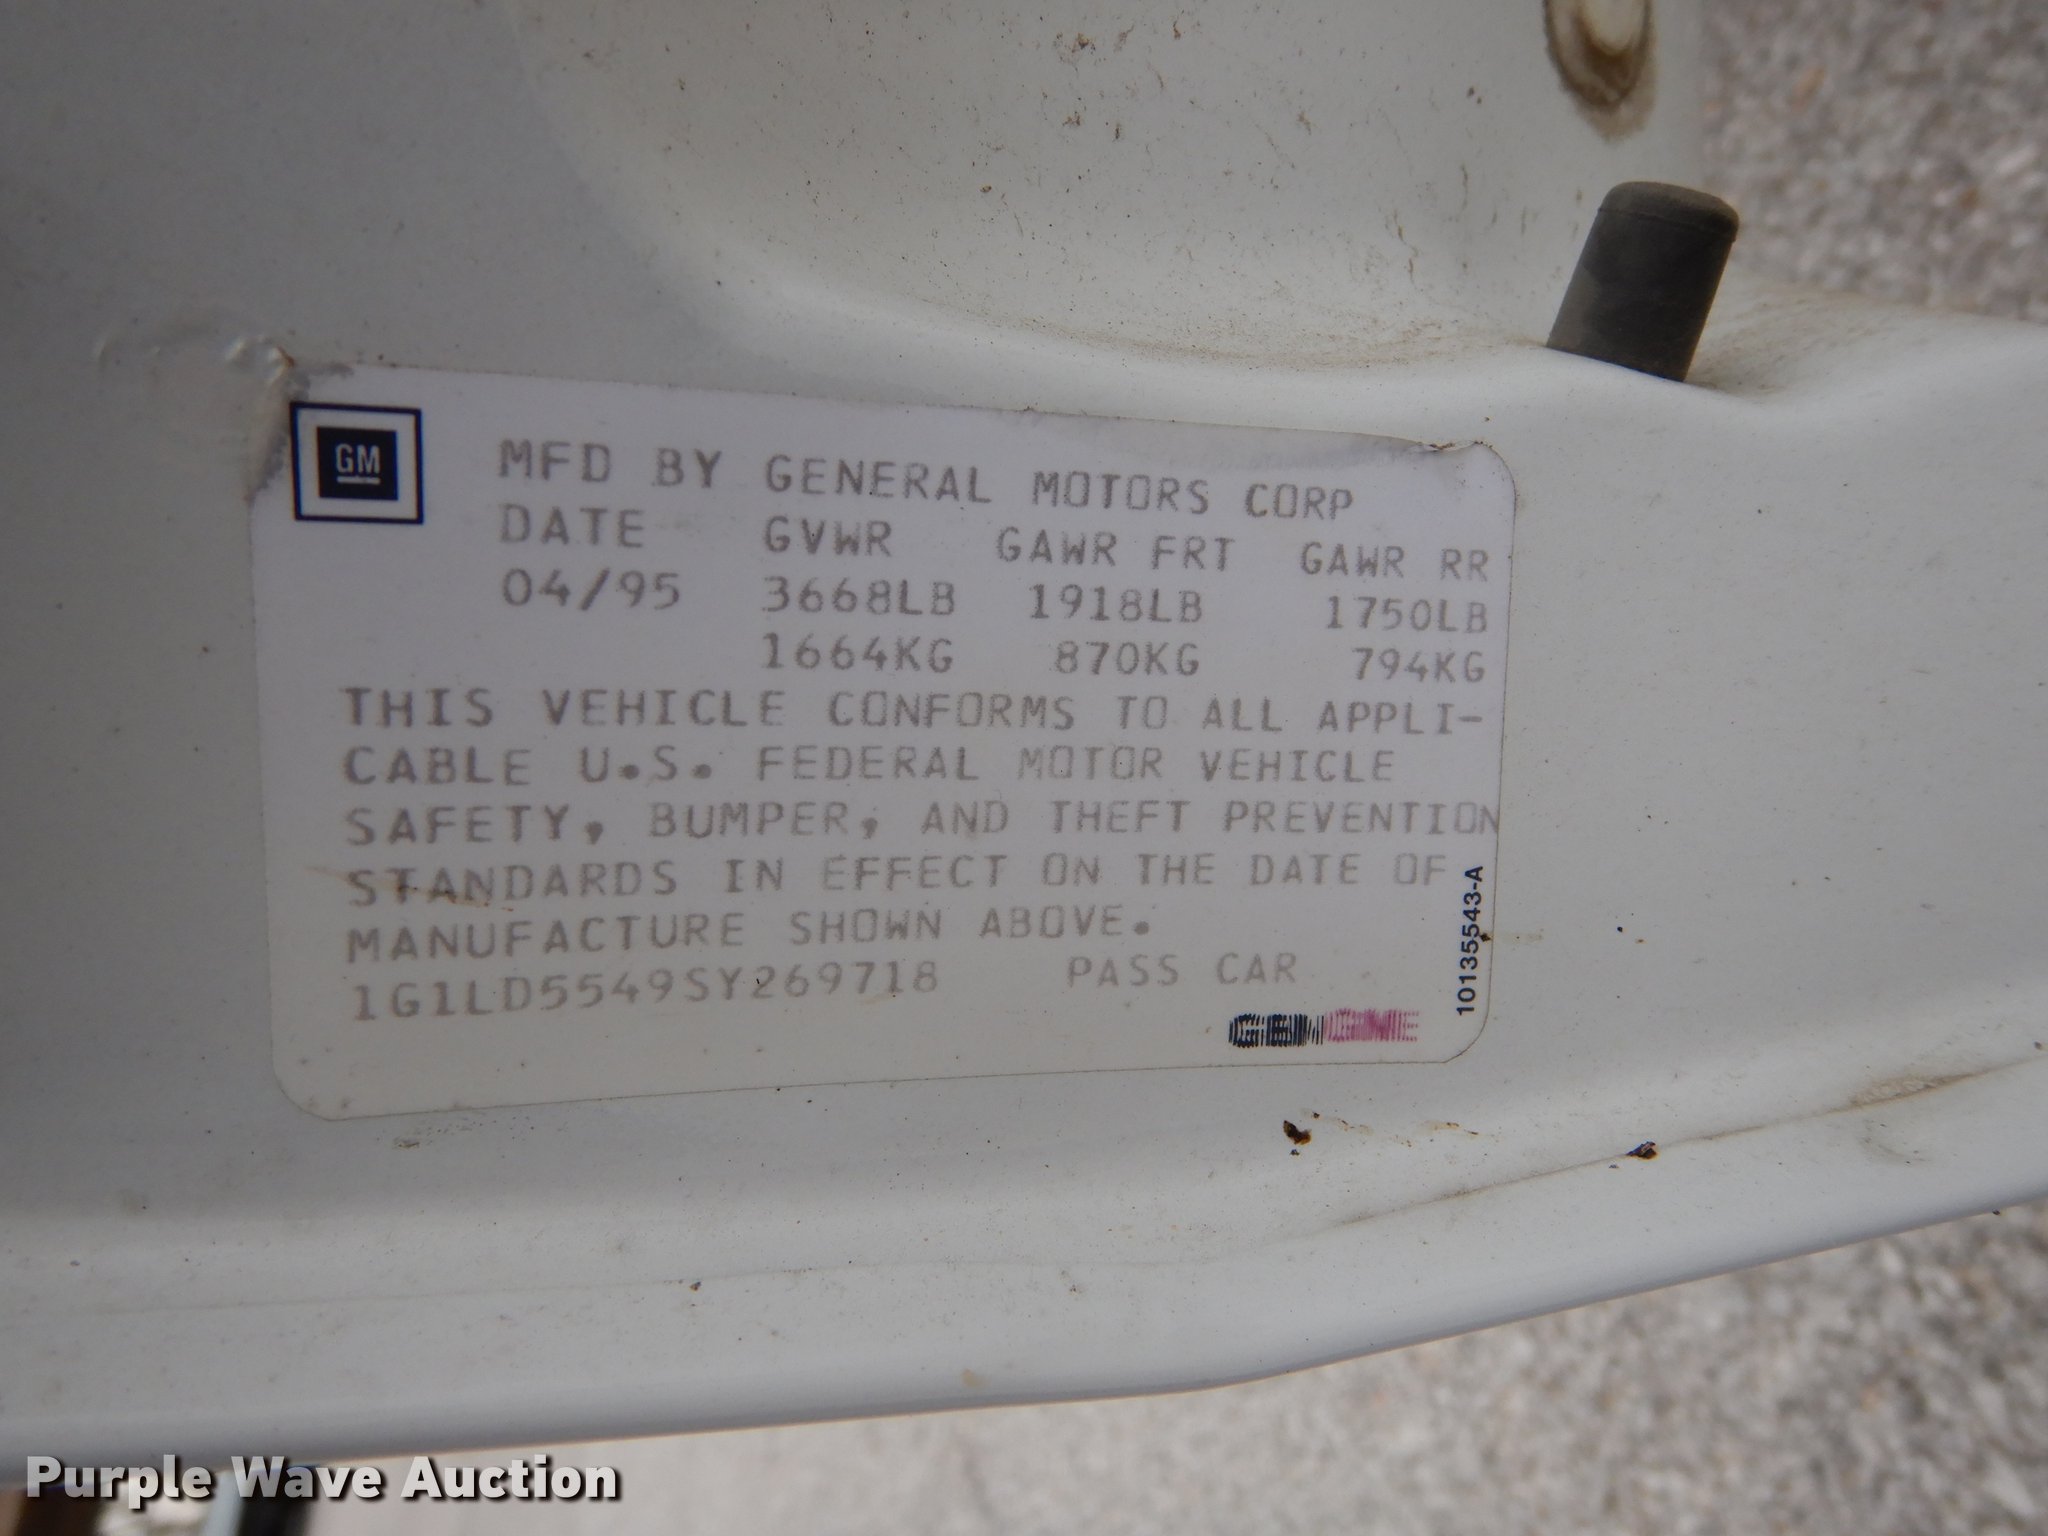 GM
MFD BY GENERAL MOTORS CORP
DATE GVWR GAWR FRT GAWR RR
04/95 3668LB 1918LB 1750LB
1664KG 870KG 794KG
THIS VEHICLE CONFORMS TO ALL APPLI-
CABLE U.S. FEDERAL MOTOR VEHICLE
SAFETY, BUMPER, AND THEFT PREVENTION
STANDARDS IN EFFECT ON THE DATE OF
MANUFACTURE SHOWN ABOVE.
1G1LD5549SY269718 PASS CAR
10135543-A
Purple Wave Auction